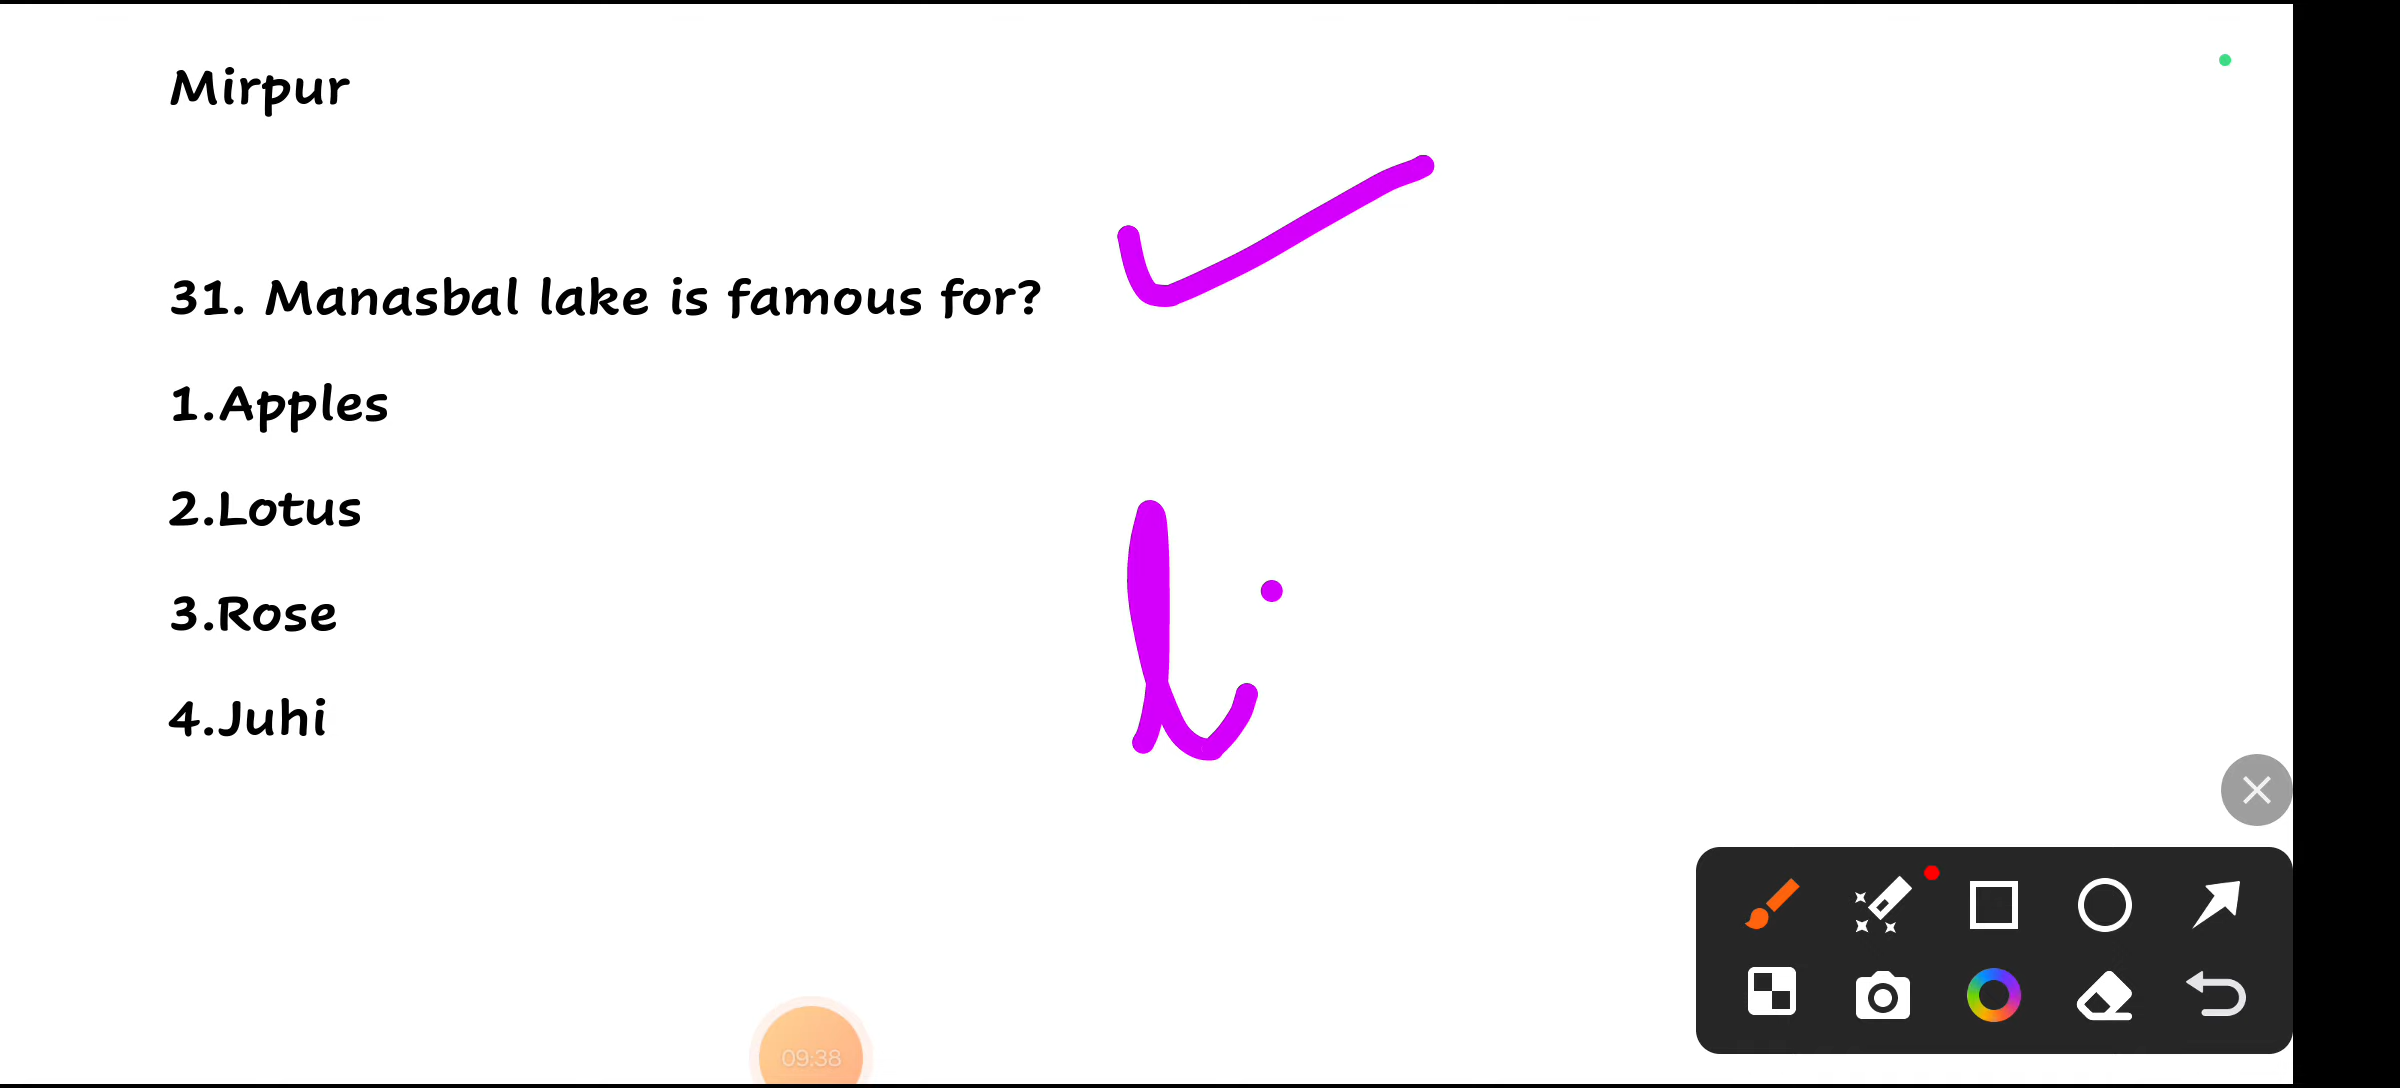 Mirpur
31. Manasbal lake is famous for?
1.Apples
2.Lotus
3.Rose
4.Juhi
09:38